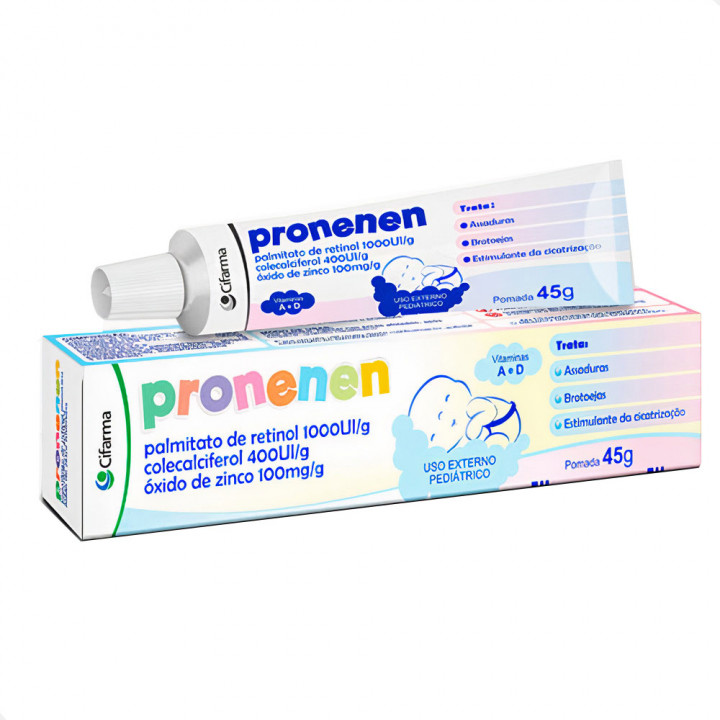 pronenen
palmitato de retinol 1000UI/g
colecalciferol 400UI/g
óxido de zinco 100mg/g
Cifarma
Vitaminas
A e D
USO EXTERNO
PEDIÁTRICO
Trata:
Assaduras
Brotoejas
Estimulante da cicatrização
Pomada 45g
pronenen
palmitato de retinol 1000UI/g
colecalciferol 400UI/g
óxido de zinco 100mg/g
Cifarma
Vitaminas
A e D
USO EXTERNO
PEDIÁTRICO
Trata:
Assaduras
Brotoejas
Estimulante da cicatrização
Pomada 45g